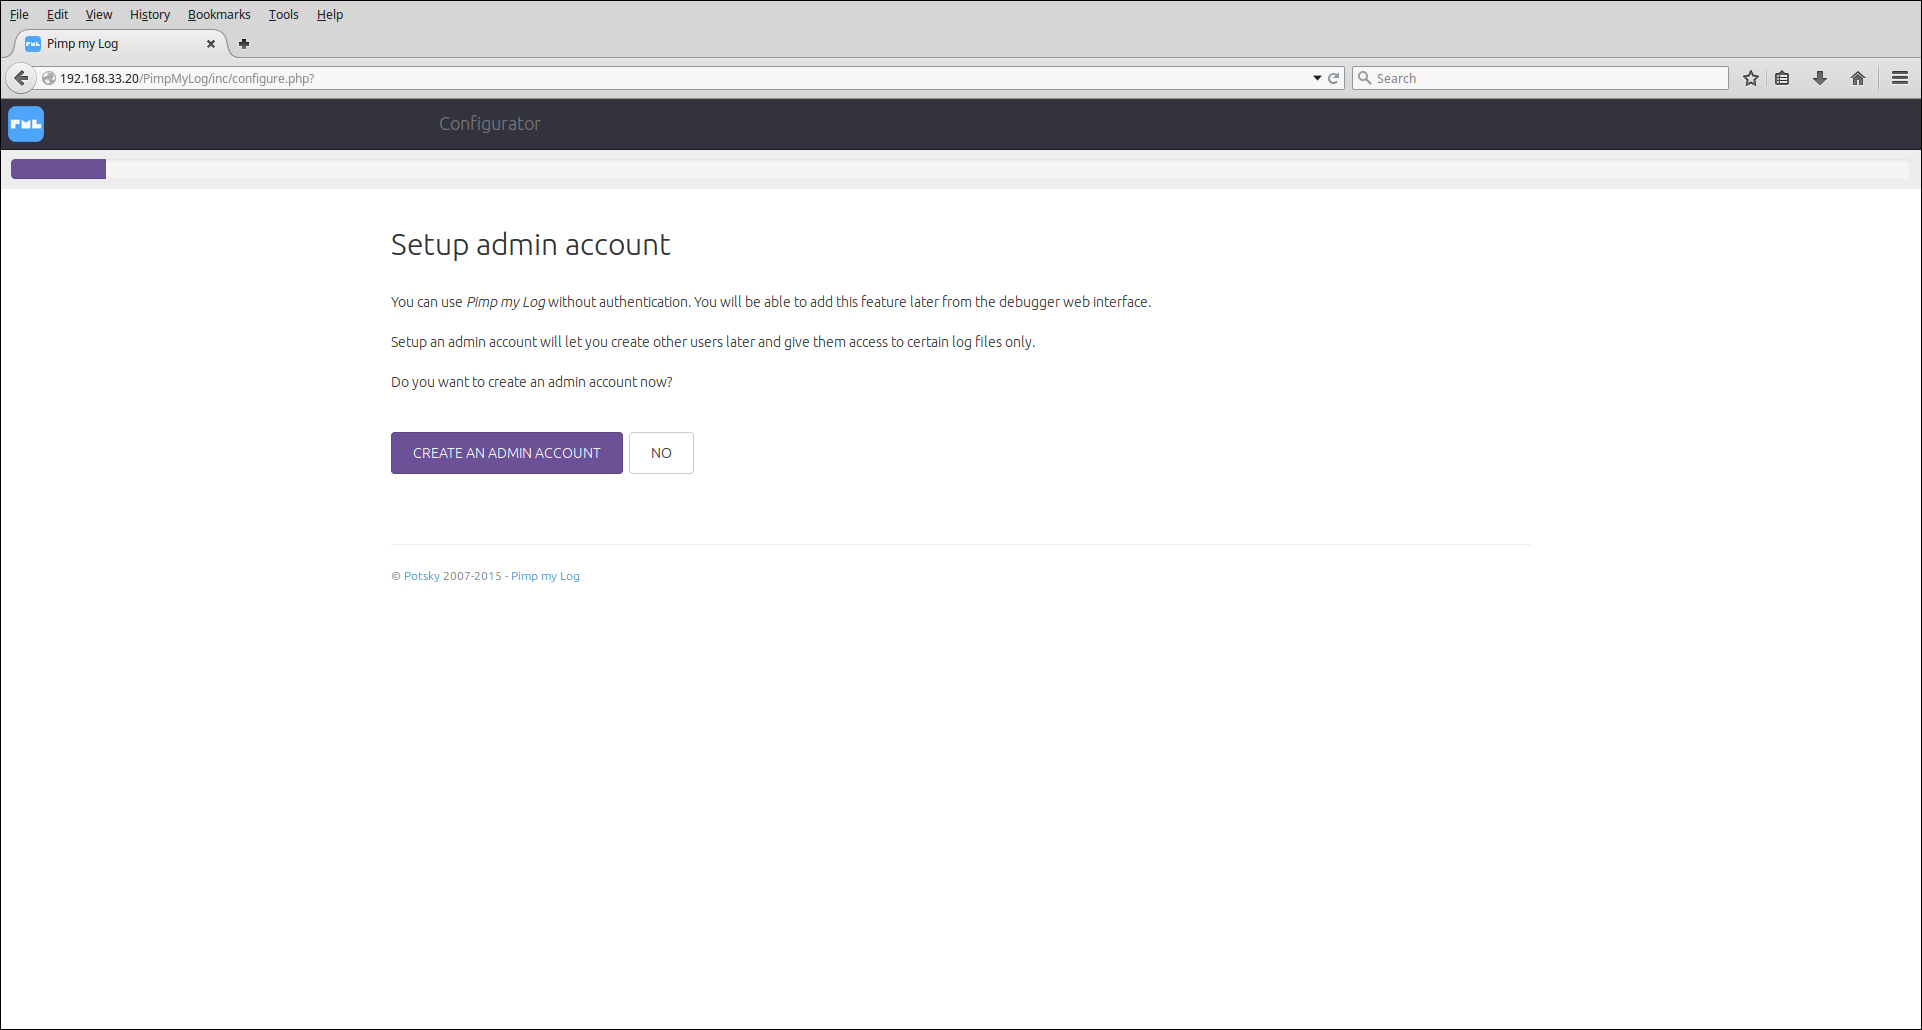 File Edit View History Bookmarks Tools Help
Pimp my Log
192.168.33.20/PimpMyLog/inc/configure.php?
Search
PML
Configurator
Setup admin account
You can use Pimp my Log without authentication. You will be able to add this feature later from the debugger web interface.
Setup an admin account will let you create other users later and give them access to certain log files only.
Do you want to create an admin account now?
CREATE AN ADMIN ACCOUNT NO
© Potsky 2007-2015 - Pimp my Log